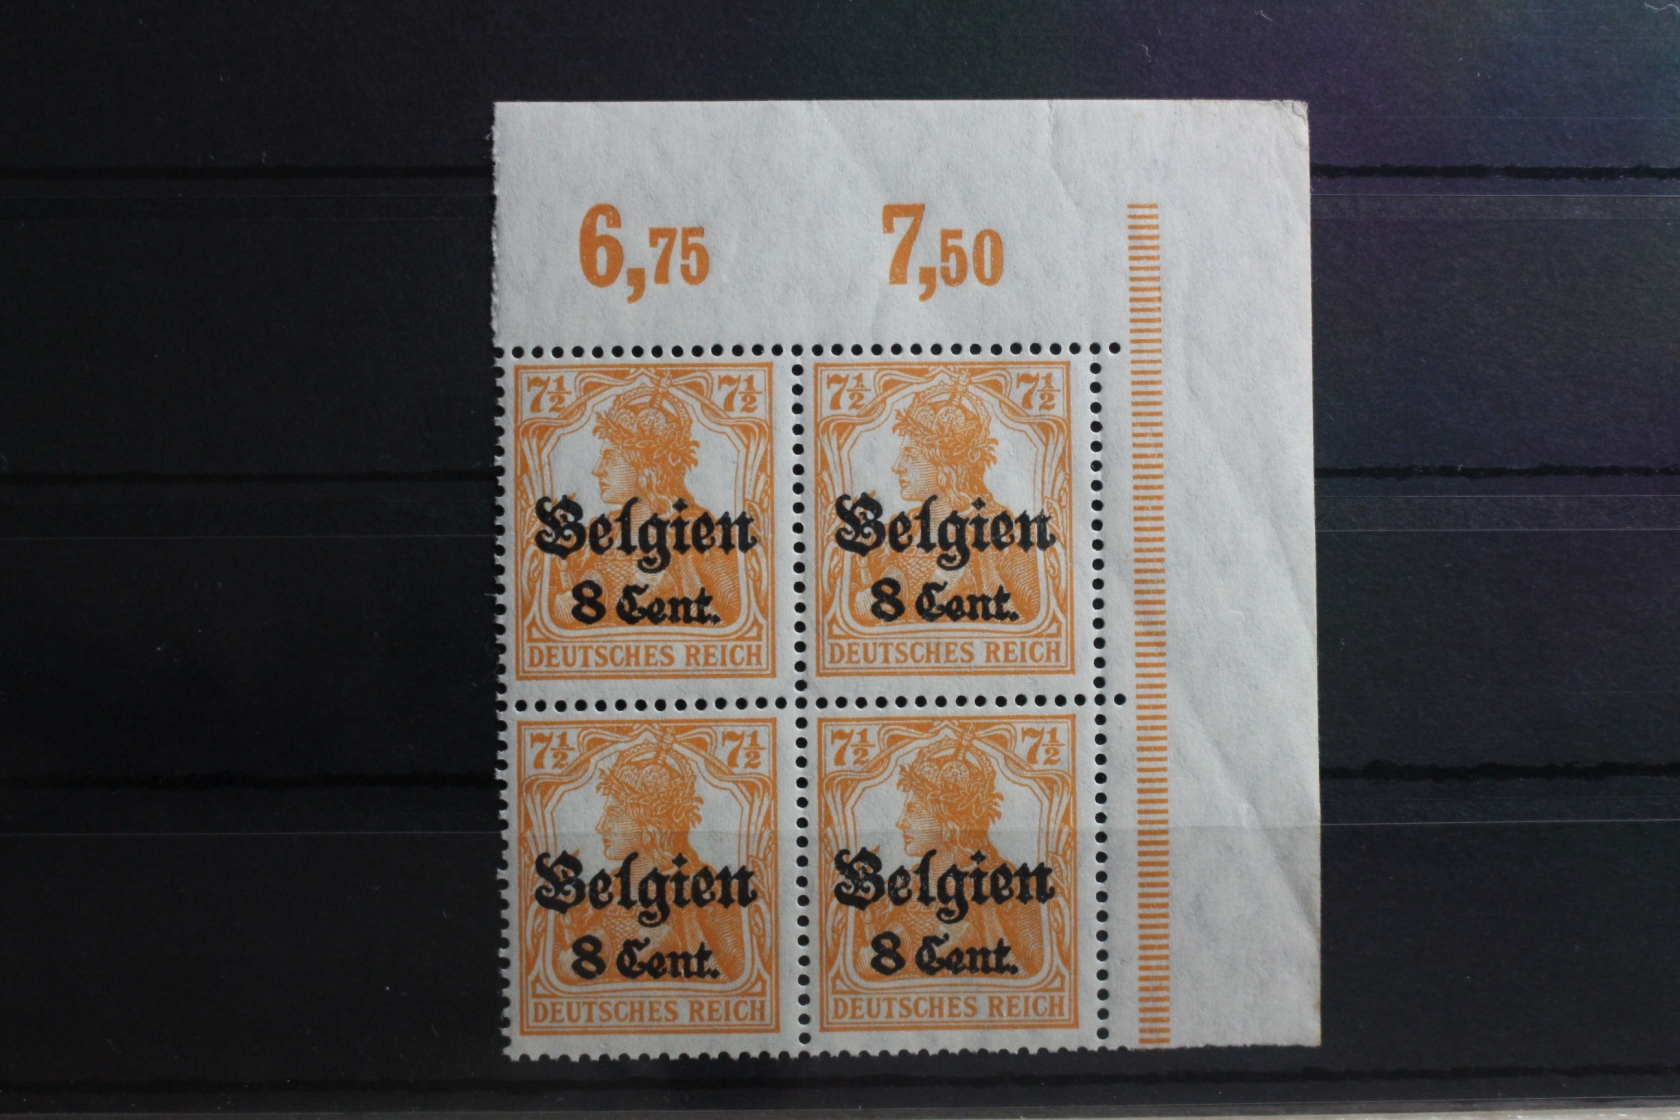 6,75 7,50
7½ 7½ 7½ 7½
Belgien Belgien
8 Cent. 8 Cent.
DEUTSCHES REICH DEUTSCHES REICH
7½ 7½ 7½ 7½
Belgien Belgien
8 Cent. 8 Cent.
DEUTSCHES REICH DEUTSCHES REICH